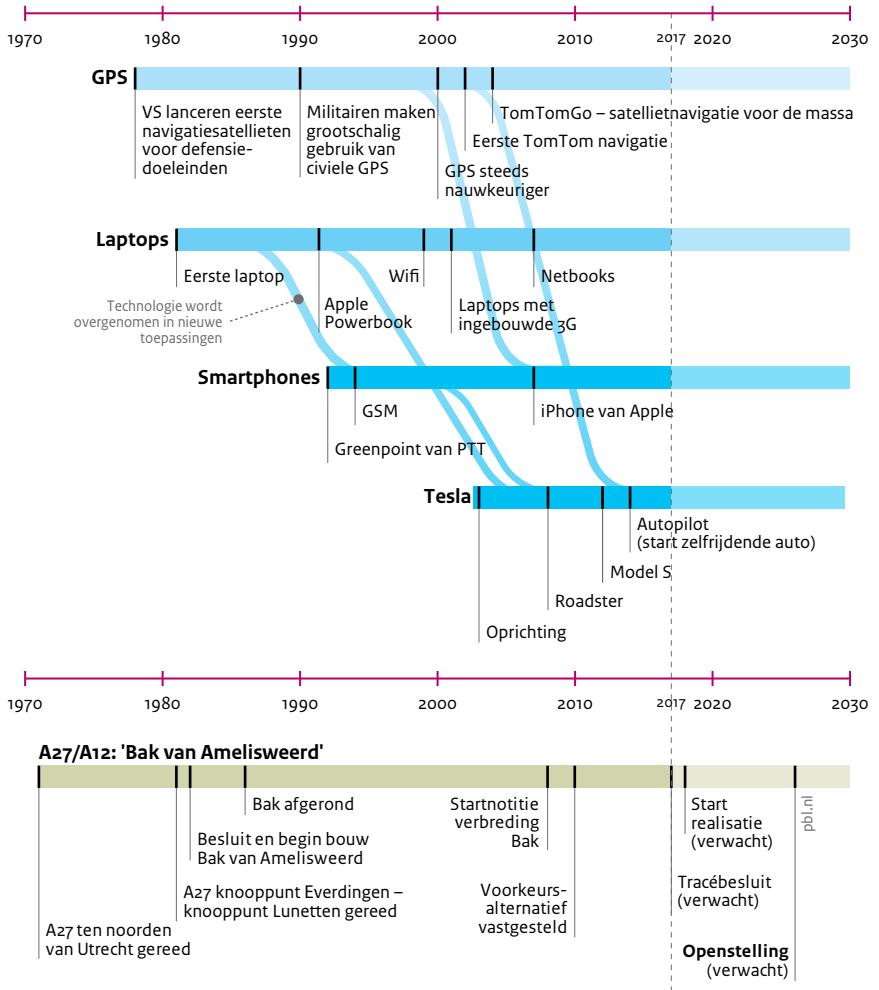 1970 1980 1990 2000 2010 2017 2020 2030
GPS
VS lanceren eerste
navigatiesatellieten
voor defensie-
doeleinden
Militairen maken
grootschalig
gebruik van
civiele GPS
GPS steeds
nauwkeuriger
Eerste TomTom navigatie
TomTomGo – satellietnavigatie voor de massa
Laptops
Eerste laptop
Apple
Powerbook
Wifi
Laptops met
ingebouwde 3G
Netbooks
Technologie wordt
overgenomen in nieuwe
toepassingen
Smartphones
GSM
Greenpoint van PTT
iPhone van Apple
Tesla
Autopilot
(start zelfrijdende auto)
Model S
Roadster
Oprichting
1970 1980 1990 2000 2010 2017 2020 2030
A27/A12: 'Bak van Amelisweerd'
Bak afgerond
Besluit en begin bouw
Bak van Amelisweerd
A27 knooppunt Everdingen –
knooppunt Lunetten gereed
A27 ten noorden
van Utrecht gereed
Startnotitie
verbreding
Bak
Voorkeurs-
alternatief
vastgesteld
Start
realisatie
(verwacht)
Tracébesluit
(verwacht)
Openstelling
(verwacht)
pbl.nl